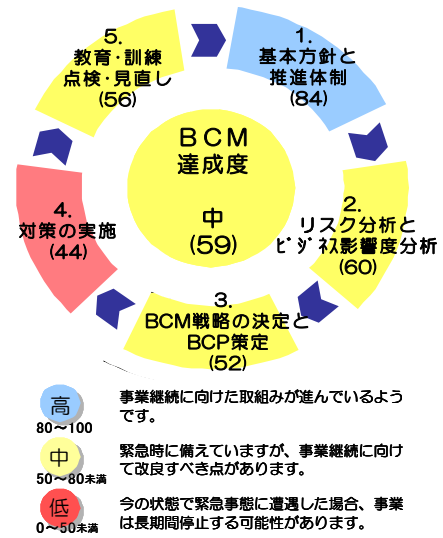 1.
基本方針と
推進体制
(84)
2.
リスク分析と
ﾋﾞｼﾞﾈｽ影響度分析
(60)
3.
BCM戦略の決定と
BCP策定
(52)
4.
対策の実施
(44)
5.
教育・訓練
点検・見直し
(56)
BCM
達成度
中
(59)
高
80～100
事業継続に向けた取組みが進んでいるよう
です。
中
50～80未満
緊急時に備えていますが、事業継続に向け
て改良すべき点があります。
低
0～50未満
今の状態で緊急事態に遭遇した場合、事業
は長期間停止する可能性があります。